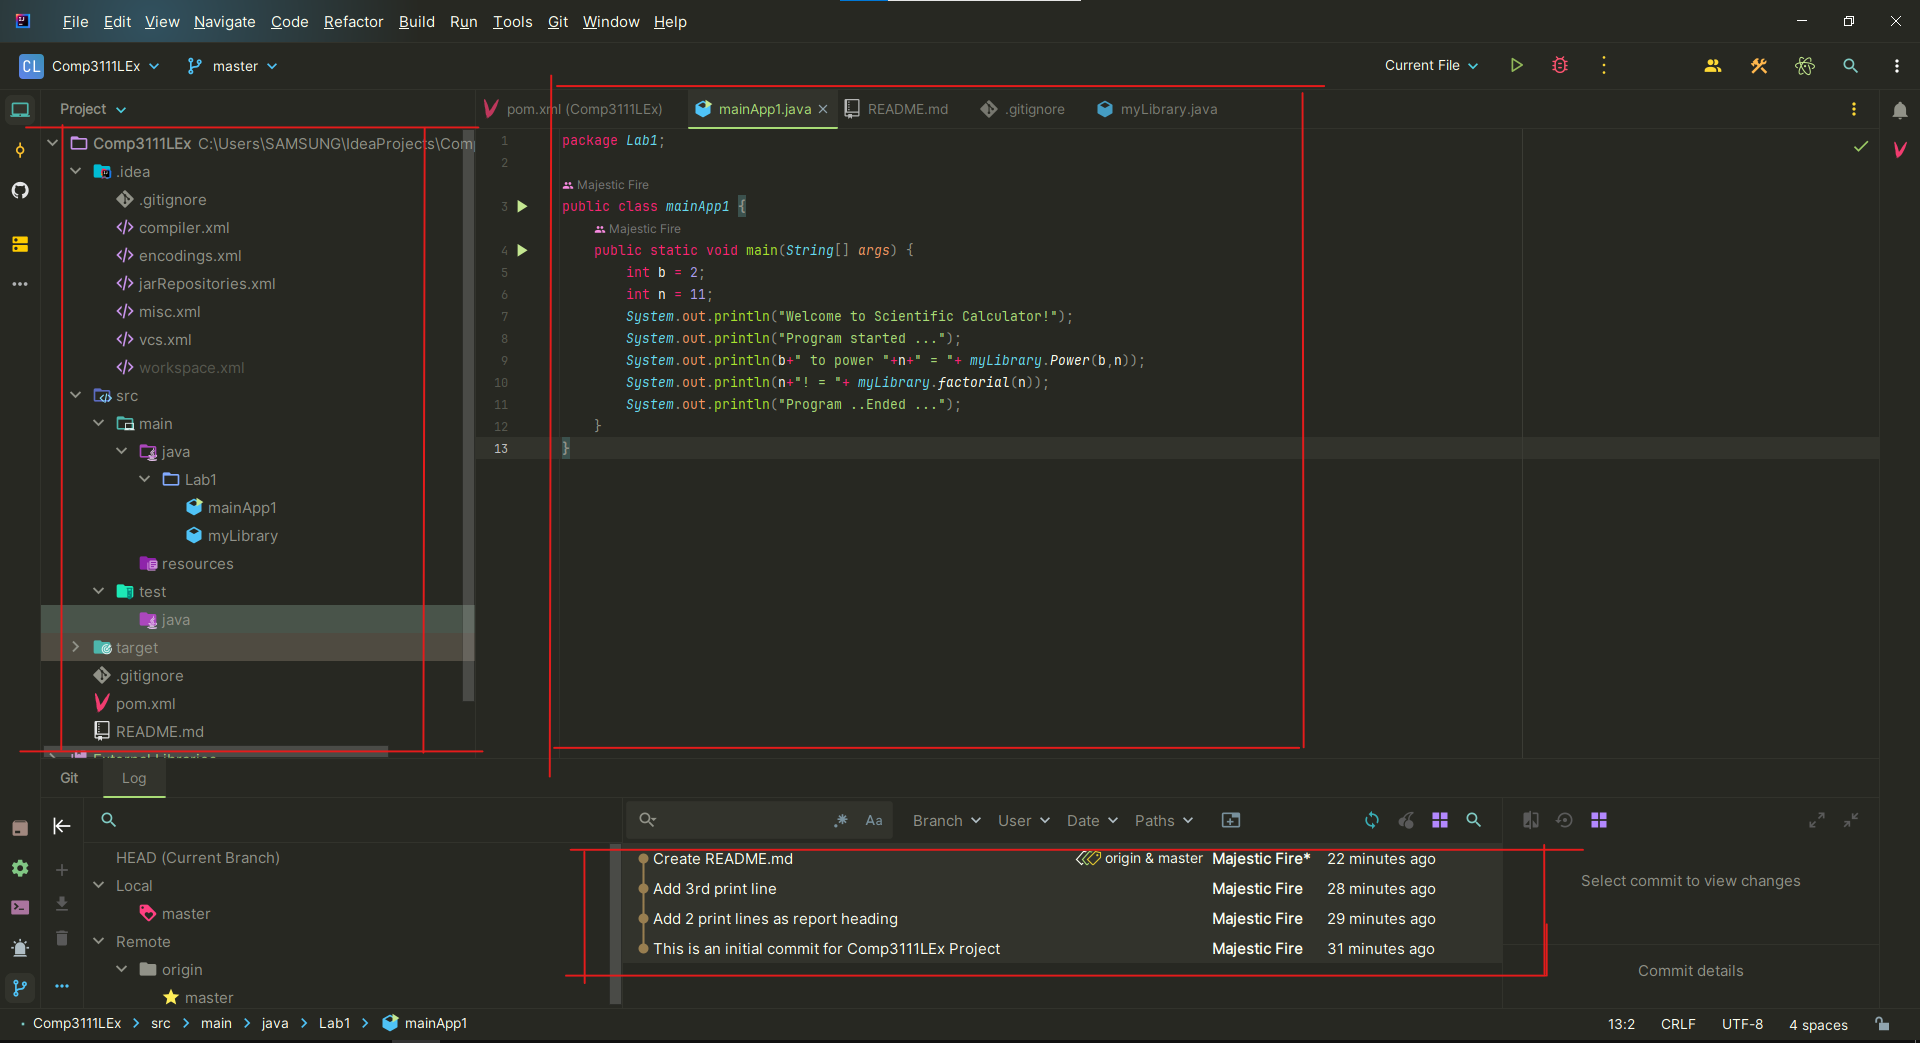 File Edit View Navigate Code Refactor Build Run Tools Git Window Help
CL Comp3111LEx master Current File
Project
Comp3111LEx C:\Users\SAMSUNG\IdeaProjects\Com
.idea
.gitignore
compiler.xml
encodings.xml
jarRepositories.xml
misc.xml
vcs.xml
workspace.xml
src
main
java
Lab1
mainApp1
myLibrary
resources
test
java
target
.gitignore
pom.xml
README.md
External Libraries
pom.xml (Comp3111LEx) mainApp1.java README.md .gitignore myLibrary.java
1 package Lab1;
2
Majestic Fire
3 public class mainApp1 {
Majestic Fire
4 public static void main(String[] args) {
5 int b = 2;
6 int n = 11;
7 System.out.println("Welcome to Scientific Calculator!");
8 System.out.println("Program started ...");
9 System.out.println(b+" to power "+n+" = "+ myLibrary.Power(b,n));
10 System.out.println(n+"! = "+ myLibrary.factorial(n));
11 System.out.println("Program ..Ended ...");
12 }
13 }
Git Log
HEAD (Current Branch)
Local
master
Remote
origin
master
.* Aa Branch User Date Paths
Create README.md origin & master Majestic Fire* 22 minutes ago
Add 3rd print line Majestic Fire 28 minutes ago
Add 2 print lines as report heading Majestic Fire 29 minutes ago
This is an initial commit for Comp3111LEx Project Majestic Fire 31 minutes ago
Select commit to view changes
Commit details
Comp3111LEx > src > main > java > Lab1 > mainApp1 13:2 CRLF UTF-8 4 spaces